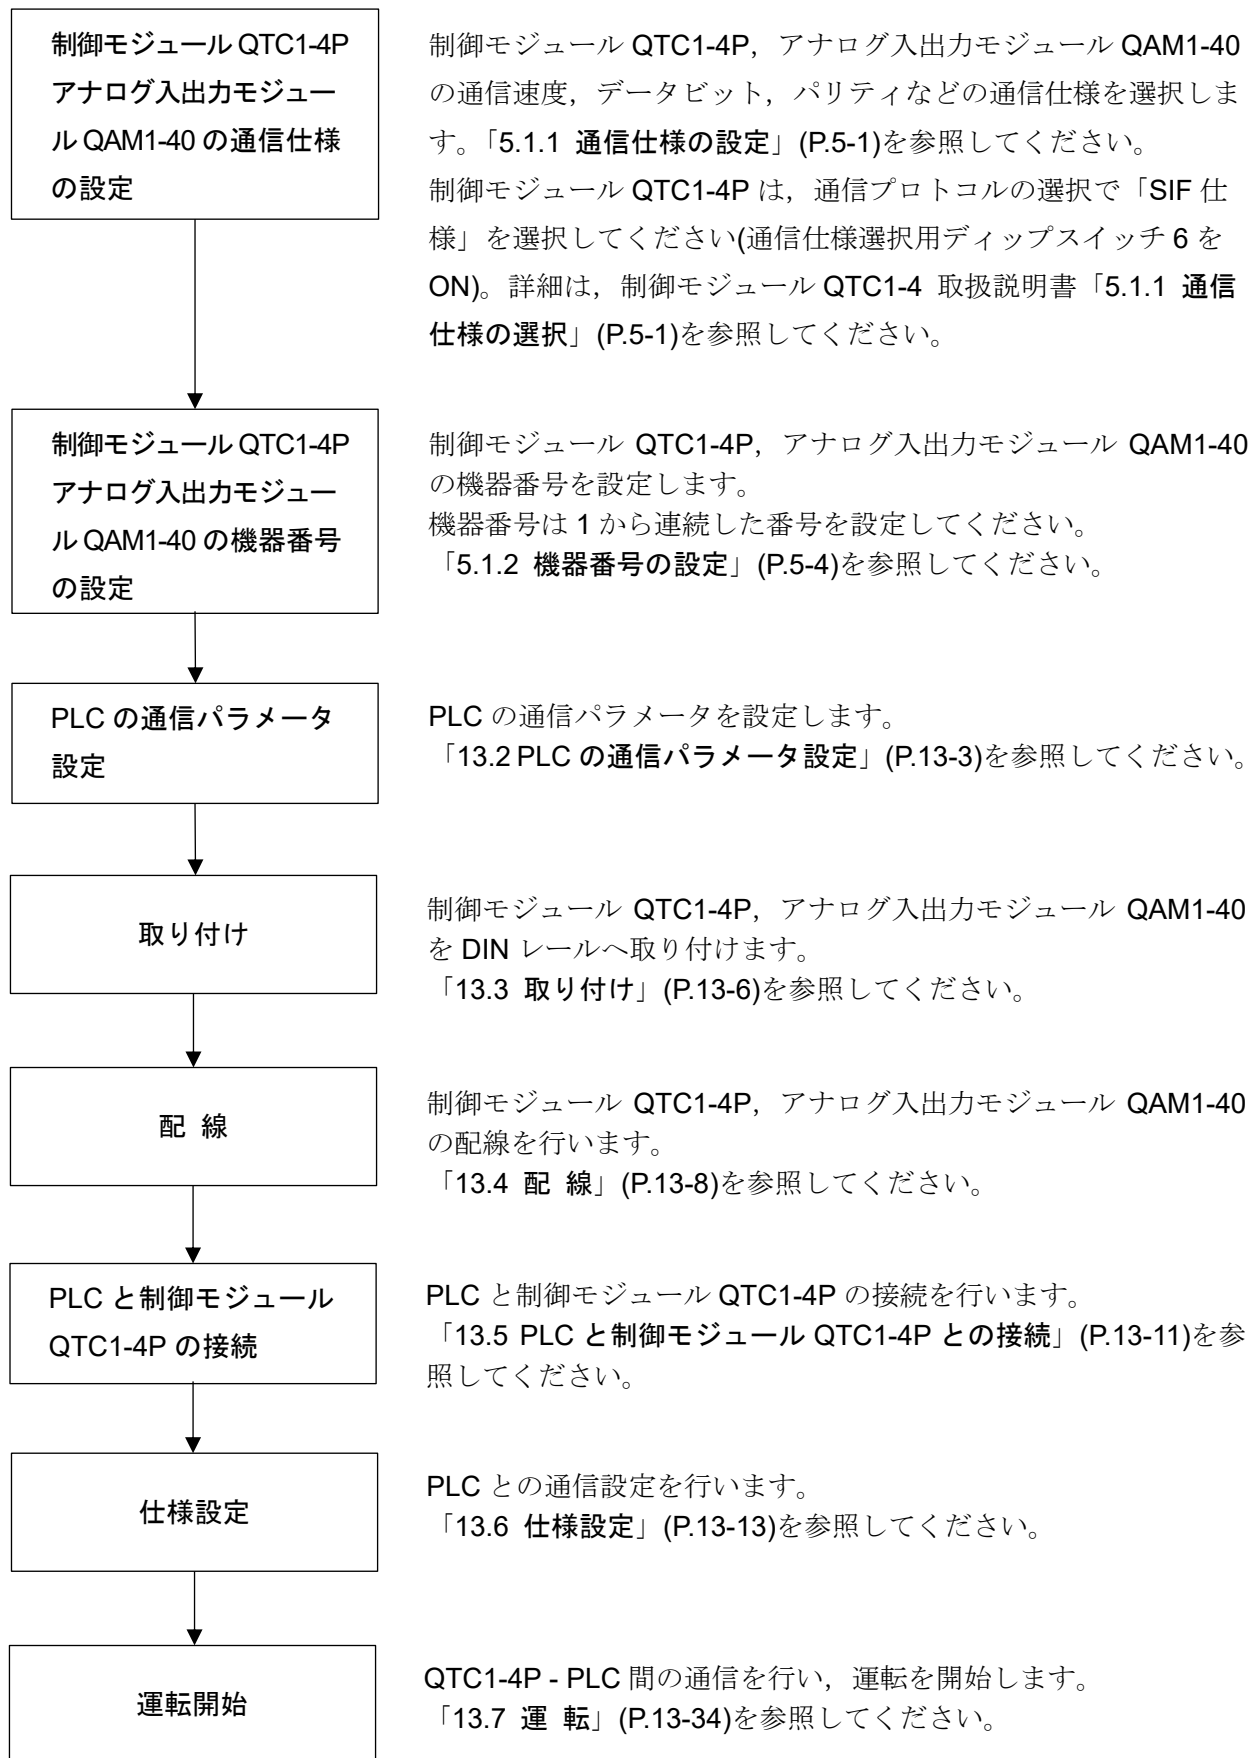 制御モジュール QTC1-4P
アナログ入出力モジュー
ル QAM1-40 の通信仕様
の設定
制御モジュール QTC1-4P，アナログ入出力モジュール QAM1-40
の通信速度，データビット，パリティなどの通信仕様を選択しま
す。「5.1.1 通信仕様の設定」(P.5-1)を参照してください。
制御モジュール QTC1-4P は，通信プロトコルの選択で「SIF 仕
様」を選択してください(通信仕様選択用ディップスイッチ 6 を
ON)。詳細は，制御モジュール QTC1-4 取扱説明書「5.1.1 通信
仕様の選択」(P.5-1)を参照してください。
制御モジュール QTC1-4P
アナログ入出力モジュー
ル QAM1-40 の機器番号
の設定
制御モジュール QTC1-4P，アナログ入出力モジュール QAM1-40
の機器番号を設定します。
機器番号は 1 から連続した番号を設定してください。
「5.1.2 機器番号の設定」(P.5-4)を参照してください。
PLC の通信パラメータ
設定
PLC の通信パラメータを設定します。
「13.2 PLC の通信パラメータ設定」(P.13-3)を参照してください。
取り付け
制御モジュール QTC1-4P，アナログ入出力モジュール QAM1-40
を DIN レールへ取り付けます。
「13.3 取り付け」(P.13-6)を参照してください。
配 線
制御モジュール QTC1-4P，アナログ入出力モジュール QAM1-40
の配線を行います。
「13.4 配 線」(P.13-8)を参照してください。
PLC と制御モジュール
QTC1-4P の接続
PLC と制御モジュール QTC1-4P の接続を行います。
「13.5 PLC と制御モジュール QTC1-4P との接続」(P.13-11)を参
照してください。
仕様設定
PLC との通信設定を行います。
「13.6 仕様設定」(P.13-13)を参照してください。
運転開始
QTC1-4P - PLC 間の通信を行い，運転を開始します。
「13.7 運 転」(P.13-34)を参照してください。